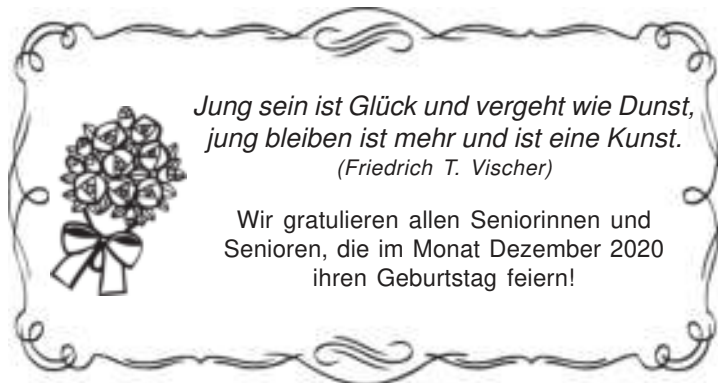 Jung sein ist Glück und vergeht wie Dunst,
jung bleiben ist mehr und ist eine Kunst.
(Friedrich T. Vischer)
Wir gratulieren allen Seniorinnen und
Senioren, die im Monat Dezember 2020
ihren Geburtstag feiern!